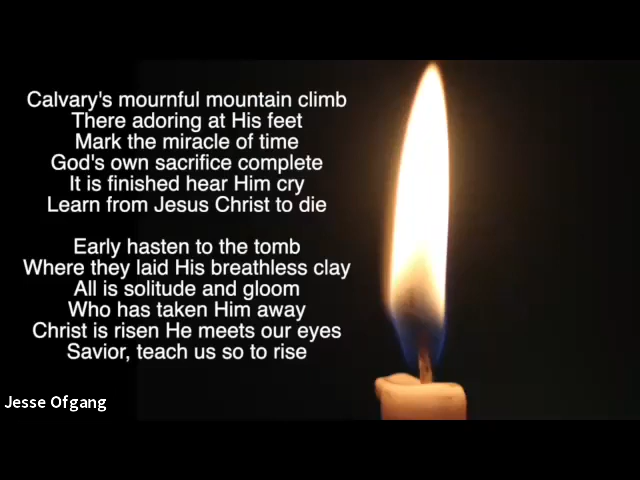 Calvary's mournful mountain climb
There adoring at His feet
Mark the miracle of time
God's own sacrifice complete
It is finished hear Him cry
Learn from Jesus Christ to die
Early hasten to the tomb
Where they laid His breathless clay
All is solitude and gloom
Who has taken Him away
Christ is risen He meets our eyes
Savior, teach us so to rise
Jesse Ofgang